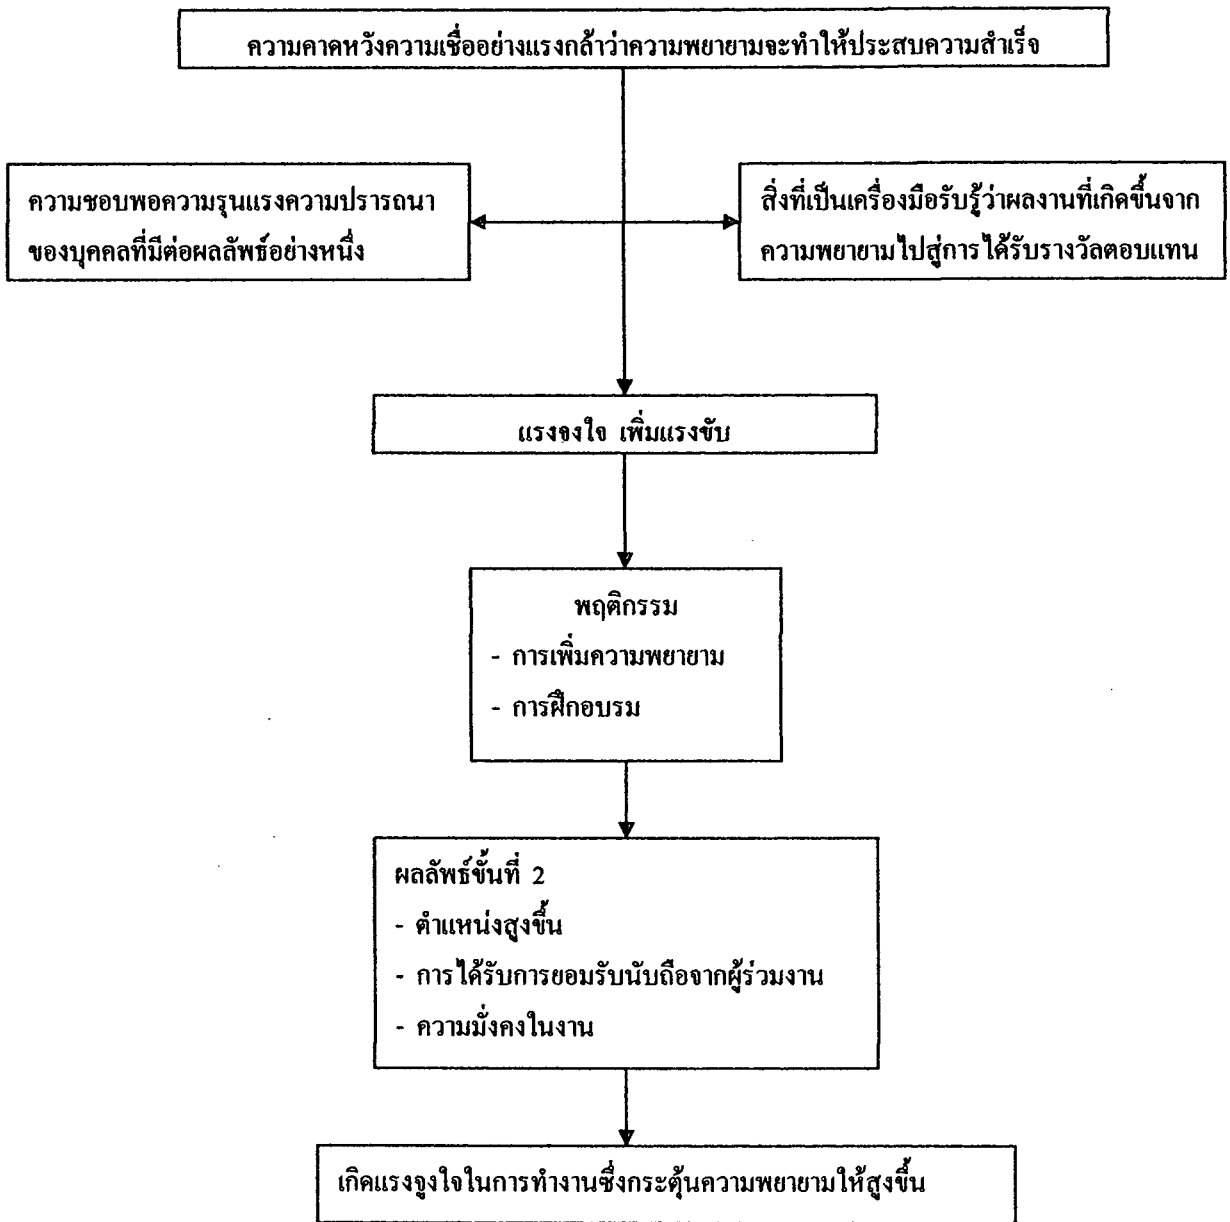 ความคาดหวังความเชื่ออย่างแรงกล้าว่าความพยายามจะทำให้ประสบความสำเร็จ
ความชอบพอความรุนแรงความปรารถนา
ของบุคคลที่มีต่อผลลัพธ์อย่างหนึ่ง
สิ่งที่เป็นเครื่องมือรับรู้ว่าผลงานที่เกิดขึ้นจาก
ความพยายามไปสู่การได้รับรางวัลตอบแทน
แรงจงใจ เพิ่มแรงขับ
พฤติกรรม
- การเพิ่มความพยายาม
- การฝึกอบรม
ผลลัพธ์ขั้นที่ 2
- ตำแหน่งสูงขึ้น
- การได้รับการยอมรับนับถือจากผู้ร่วมงาน
- ความมั่งคงในงาน
เกิดแรงจูงใจในการทำงานซึ่งกระตุ้นความพยายามให้สูงขึ้น